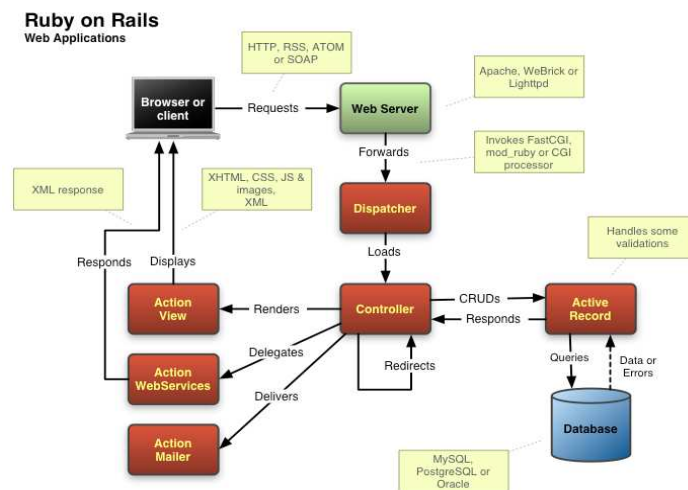 Ruby on Rails
Web Applications
HTTP, RSS, ATOM
or SOAP
Browser or
client
Requests
Web Server
Apache, WeBrick or
Lighttpd
Forwards
Invokes FastCGI,
mod_ruby or CGI
processor
XML response
XHTML, CSS, JS &
images,
XML
Dispatcher
Handles some
validations
Responds
Displays
Loads
Action
View
Renders
Controller
CRUDs
Responds
Active
Record
Delegates
Redirects
Queries
Data or
Errors
Action
WebServices
Delivers
Action
Mailer
Database
MySQL,
PostgreSQL or
Oracle